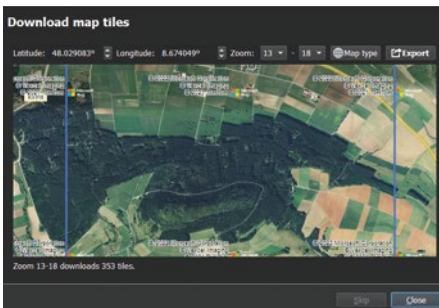 Download map tiles
Latitude: 48.029083° Longitude: 8.674049° Zoom: 13 - 18 Map type Export
Zoom 13-18 downloads 353 tiles.
Skip Close